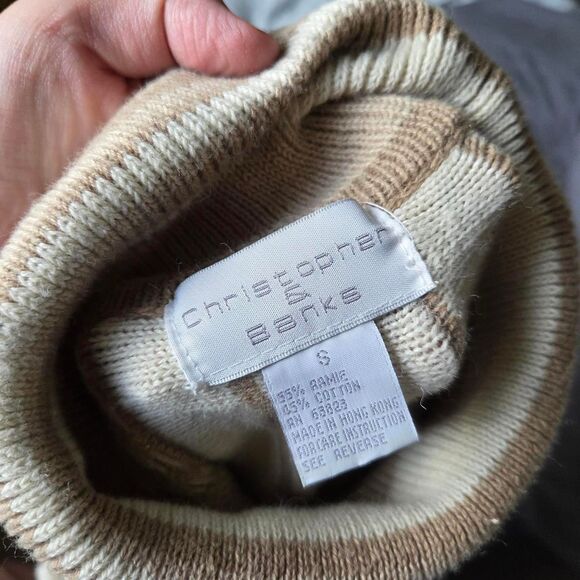 Christopher
&
Banks
S
55% RAMIE
45% COTTON
RN 63823
MADE IN HONG KONG
FOR CARE INSTRUCTION
SEE REVERSE